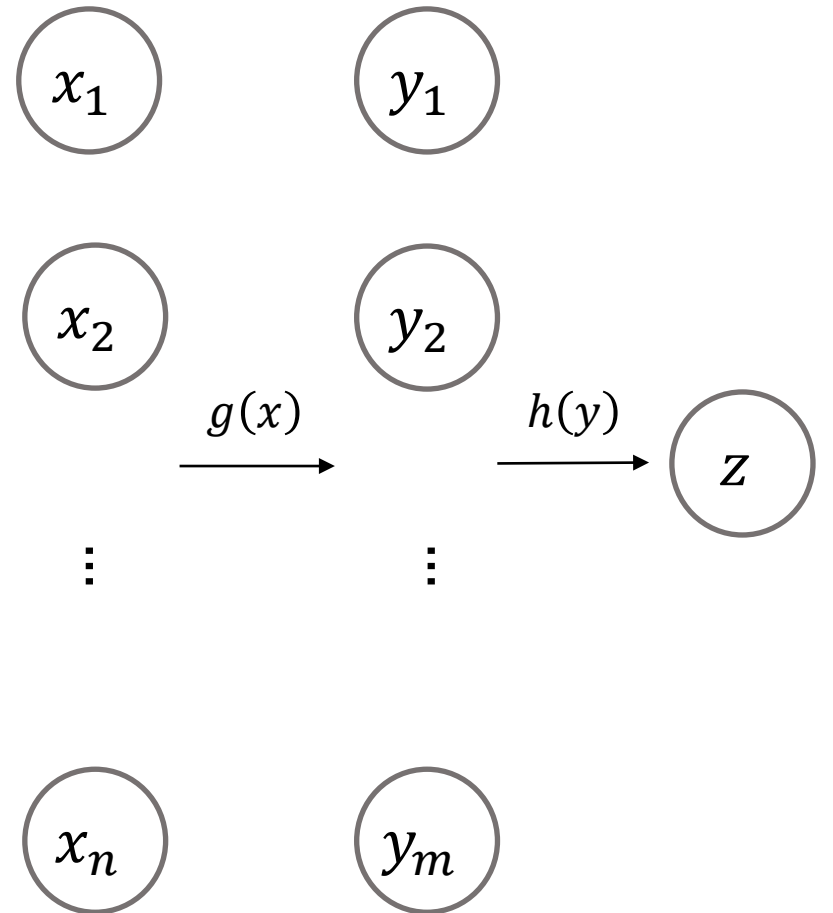 x₁ y₁
x₂ y₂
g(x) h(y)
z
⋮ ⋮
xₙ yₘ